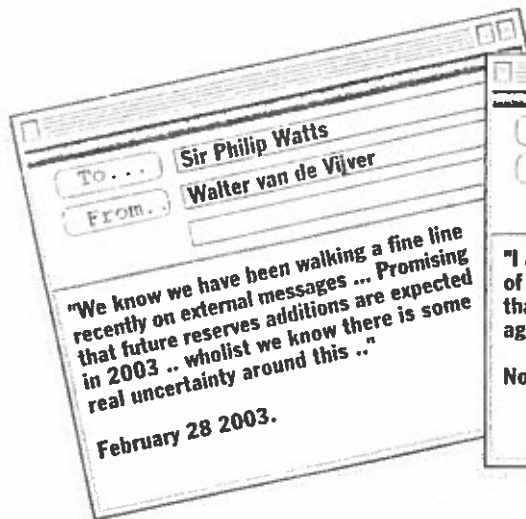 To...
Sir Philip Watts
From..
Walter van de Vijver
"We know we have been walking a fine line
recently on external messages ... Promising
that future reserves additions are expected
in 2003 .. wholist we know there is some
real uncertainty around this .."
February 28 2003.
"I
of
tha
ag
No